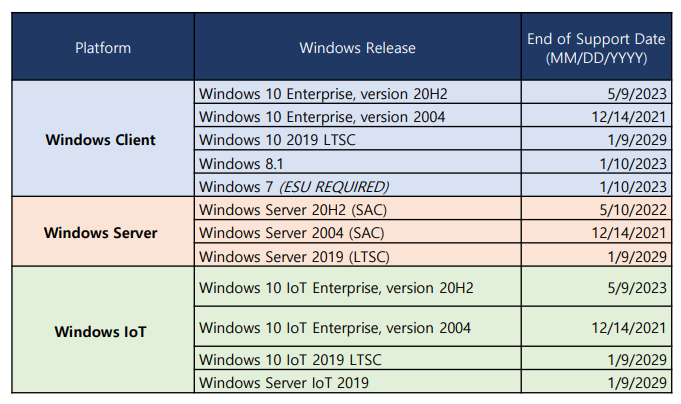 Platform Windows Release End of Support Date
(MM/DD/YYYY)
Windows Client
Windows 10 Enterprise, version 20H2 5/9/2023
Windows 10 Enterprise, version 2004 12/14/2021
Windows 10 2019 LTSC 1/9/2029
Windows 8.1 1/10/2023
Windows 7 (ESU REQUIRED) 1/10/2023
Windows Server
Windows Server 20H2 (SAC) 5/10/2022
Windows Server 2004 (SAC) 12/14/2021
Windows Server 2019 (LTSC) 1/9/2029
Windows IoT
Windows 10 IoT Enterprise, version 20H2 5/9/2023
Windows 10 IoT Enterprise, version 2004 12/14/2021
Windows 10 IoT 2019 LTSC 1/9/2029
Windows Server IoT 2019 1/9/2029